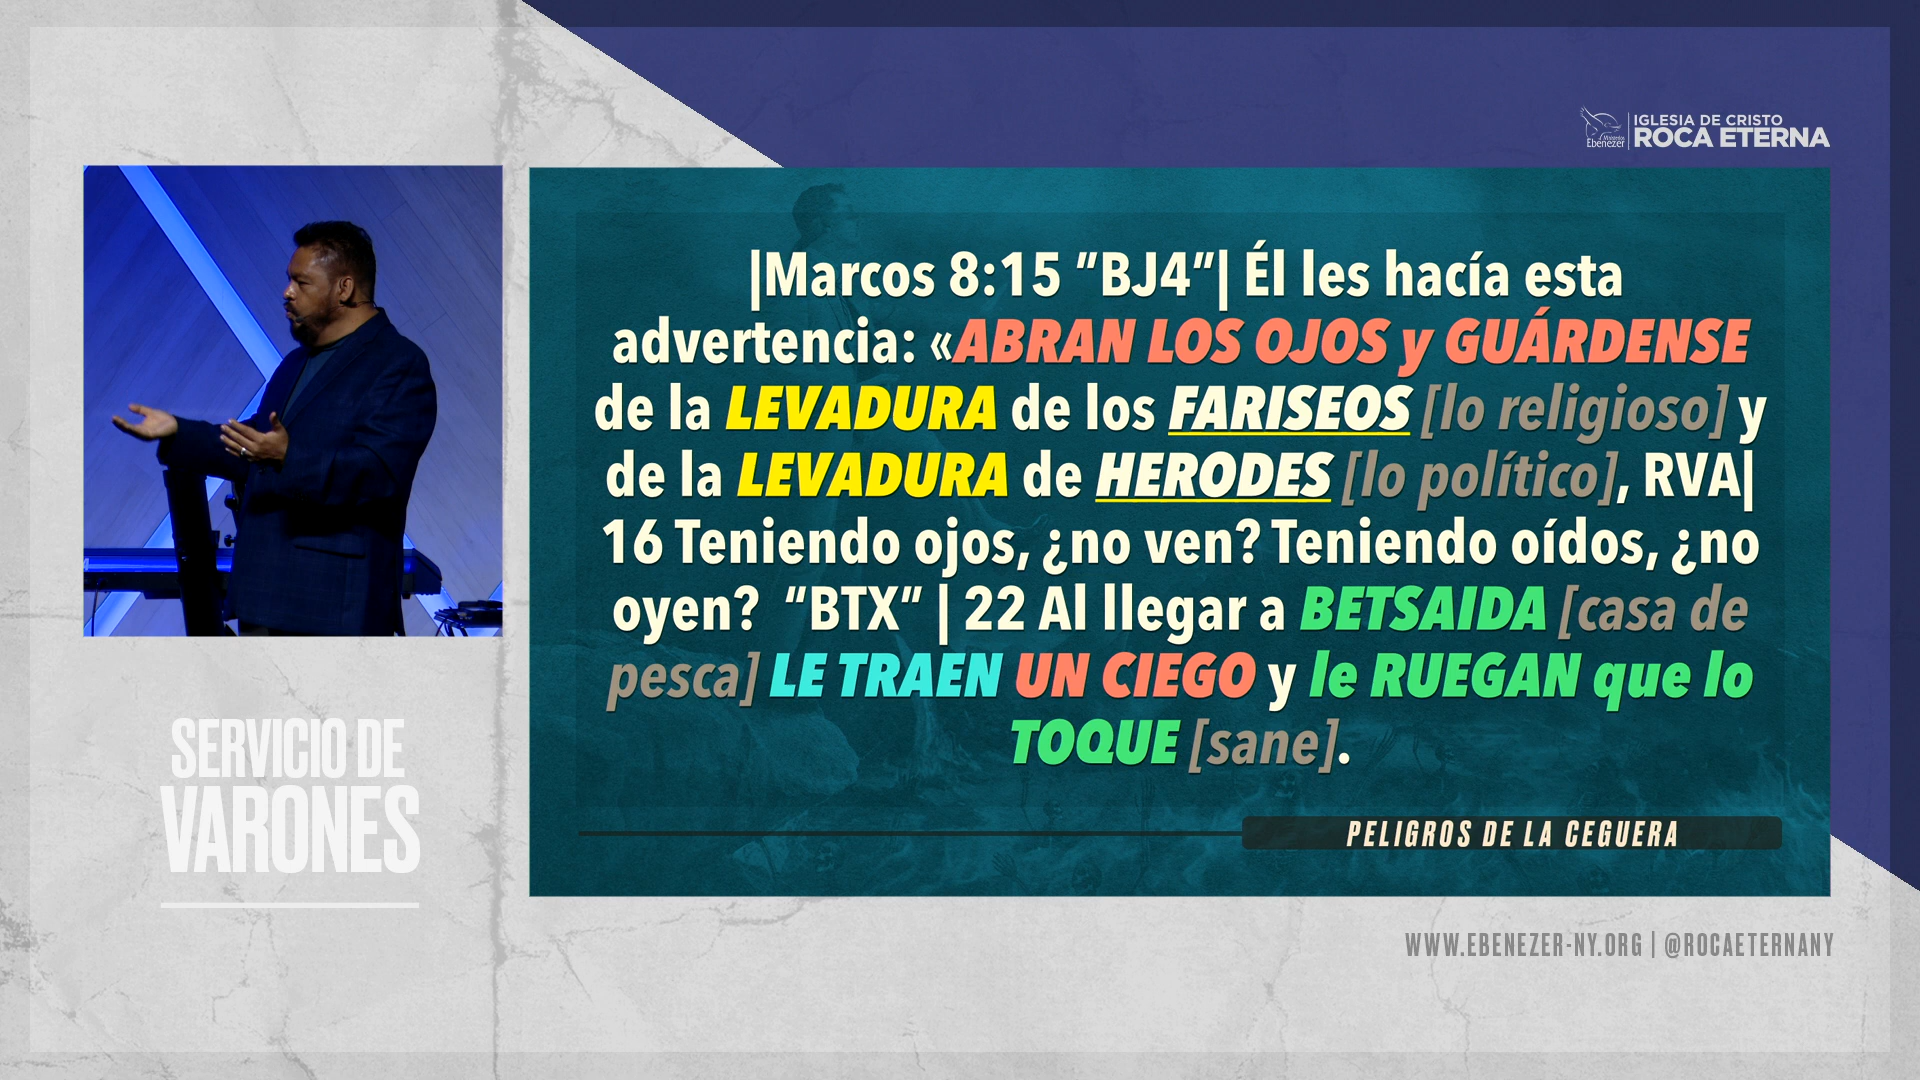 IGLESIA DE CRISTO
ROCA ETERNA
Ministerios
Ebenezer
|Marcos 8:15 "BJ4"| Él les hacía esta
advertencia: «ABRAN LOS OJOS y GUÁRDENSE
de la LEVADURA de los FARISEOS [lo religioso] y
de la LEVADURA de HERODES [lo político], RVA|
16 Teniendo ojos, ¿no ven? Teniendo oídos, ¿no
oyen? "BTX" | 22 Al llegar a BETSAIDA [casa de
pesca] LE TRAEN UN CIEGO y le RUEGAN que lo
TOQUE [sane].
PELIGROS DE LA CEGUERA
SERVICIO DE
VARONES
WWW.EBENEZER-NY.ORG | @ROCAETERNANY